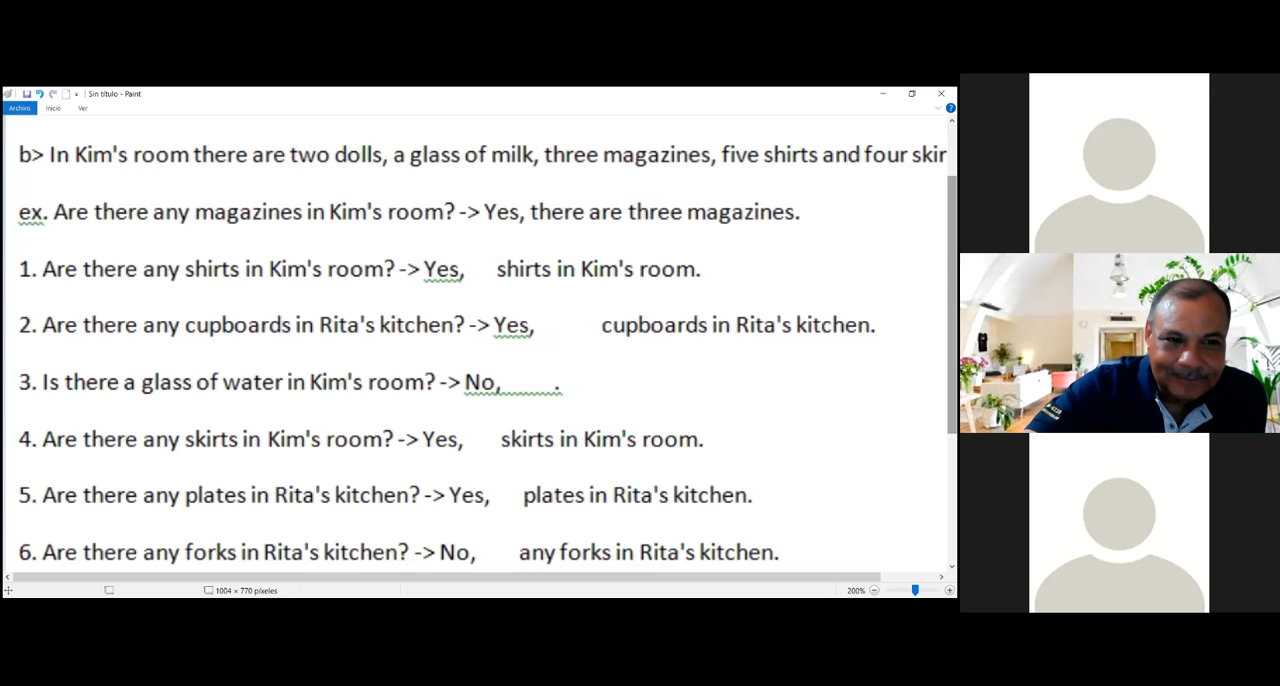 Sin título - Paint
Archivo Inicio Ver
b> In Kim's room there are two dolls, a glass of milk, three magazines, five shirts and four skir
ex. Are there any magazines in Kim's room? -> Yes, there are three magazines.
1. Are there any shirts in Kim's room? -> Yes, shirts in Kim's room.
2. Are there any cupboards in Rita's kitchen? -> Yes, cupboards in Rita's kitchen.
3. Is there a glass of water in Kim's room? -> No, .
4. Are there any skirts in Kim's room? -> Yes, skirts in Kim's room.
5. Are there any plates in Rita's kitchen? -> Yes, plates in Rita's kitchen.
6. Are there any forks in Rita's kitchen? -> No, any forks in Rita's kitchen.
1004 × 770 píxeles 200%